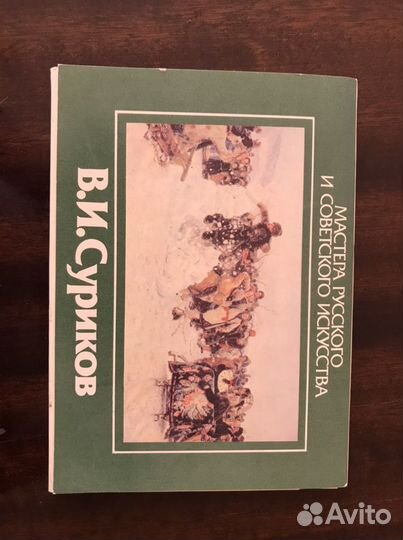 МАСТЕРА РУССКОГО
И СОВЕТСКОГО ИСКУССТВА
В.И.Суриков
Avito